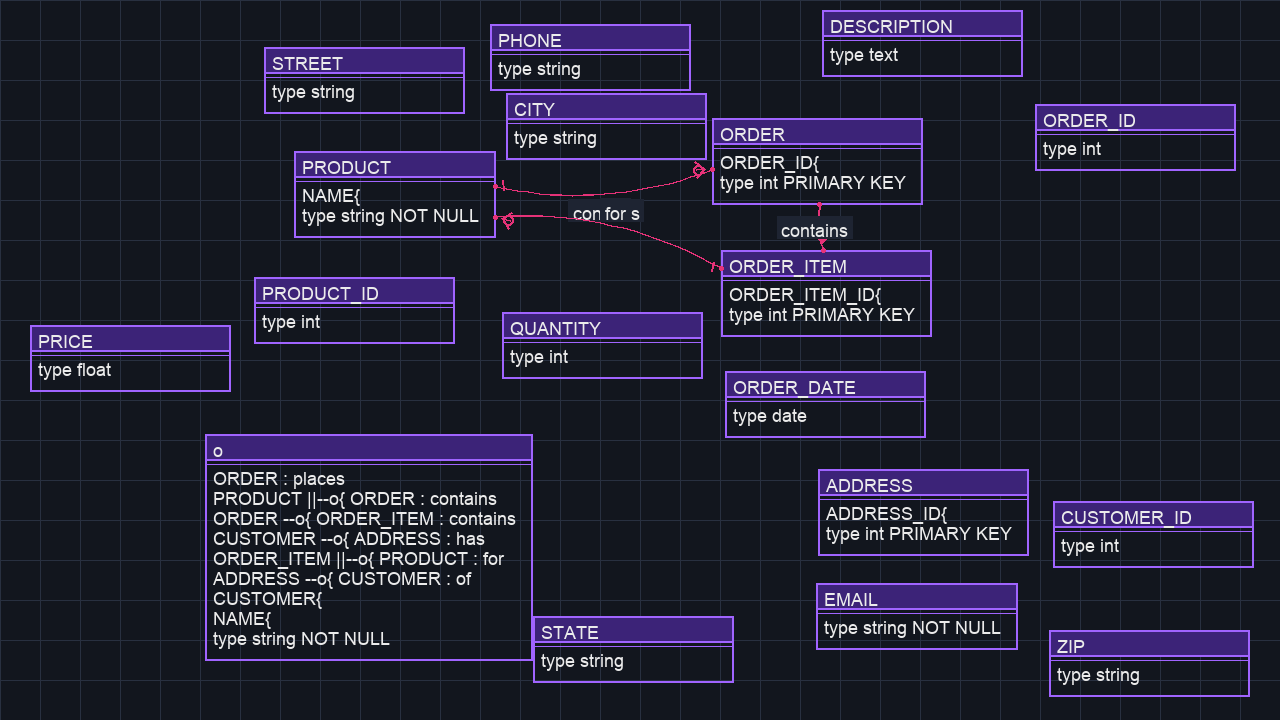 DESCRIPTION
type text
PHONE
type string
STREET
type string
CITY
type string
ORDER_ID
type int
ORDER
ORDER_ID{
type int PRIMARY KEY
PRODUCT
NAME{
type string NOT NULL
for s
contains
ORDER_ITEM
ORDER_ITEM_ID{
type int PRIMARY KEY
PRODUCT_ID
type int
QUANTITY
type int
PRICE
type float
ORDER_DATE
type date
o
ORDER : places
PRODUCT ||--o{ ORDER : contains
ORDER --o{ ORDER_ITEM : contains
CUSTOMER --o{ ADDRESS : has
ORDER_ITEM ||--o{ PRODUCT : for
ADDRESS --o{ CUSTOMER : of
CUSTOMER{
NAME{
type string NOT NULL
ADDRESS
ADDRESS_ID{
type int PRIMARY KEY
CUSTOMER_ID
type int
EMAIL
type string NOT NULL
STATE
type string
ZIP
type string